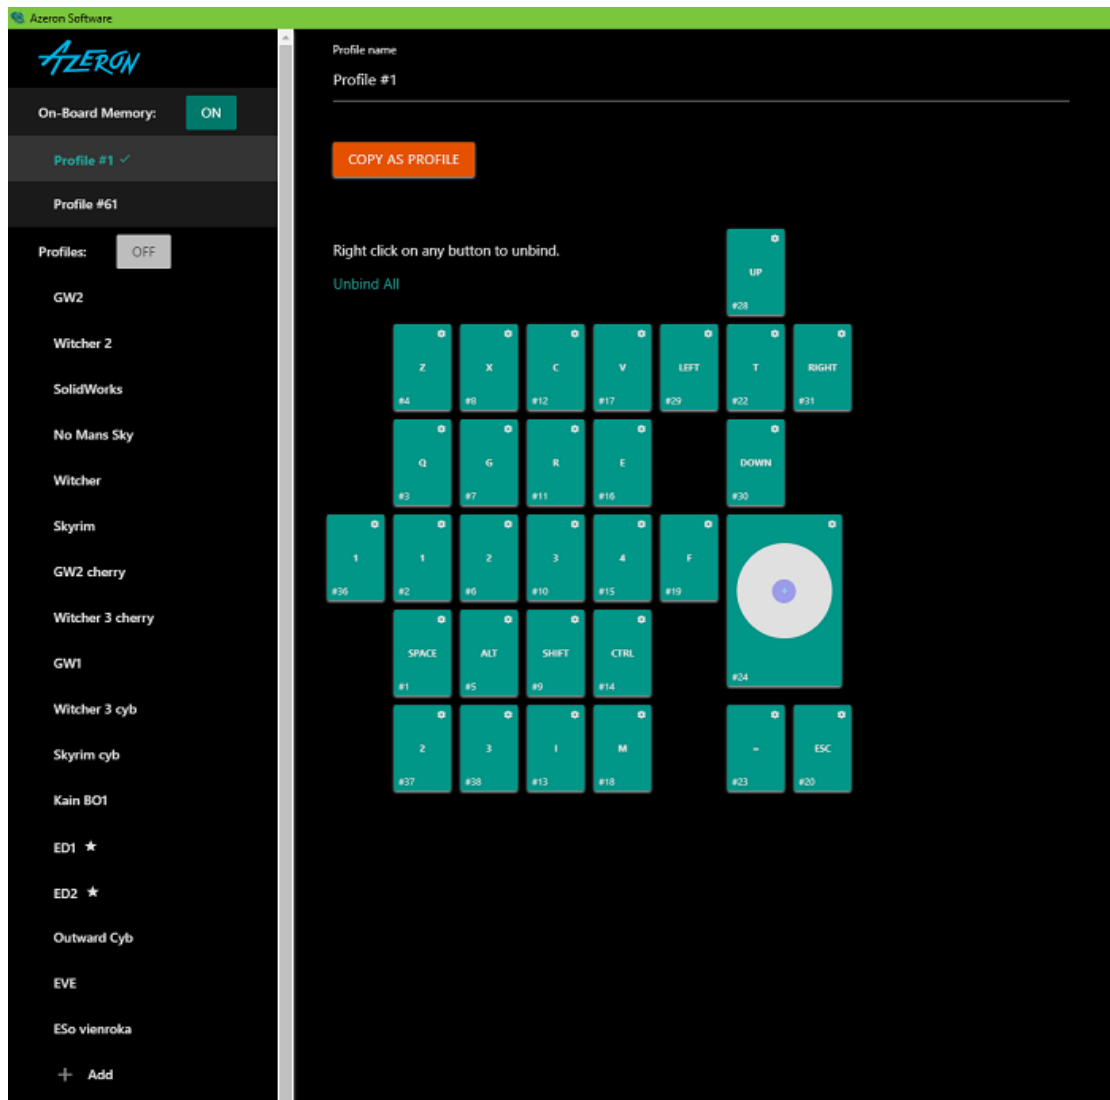 Azeron Software
AZERON
On-Board Memory: ON
Profile #1 ✓
Profile #61
Profiles: OFF
GW2
Witcher 2
SolidWorks
No Mans Sky
Witcher
Skyrim
GW2 cherry
Witcher 3 cherry
GW1
Witcher 3 cyb
Skyrim cyb
Kain BO1
ED1 ★
ED2 ★
Outward Cyb
EVE
ESo vienroka
+ Add
Profile name
Profile #1
COPY AS PROFILE
Right click on any button to unbind.
Unbind All
UP
#28
Z X C V LEFT T RIGHT
#4 #8 #12 #17 #29 #22 #31
Q G R E DOWN
#3 #7 #11 #16 #30
1 1 2 3 4 F
#36 #2 #6 #10 #15 #19
SPACE ALT SHIFT CTRL
#24
#1 #5 #9 #14
2 3 I M = ESC
#37 #38 #13 #18 #23 #20